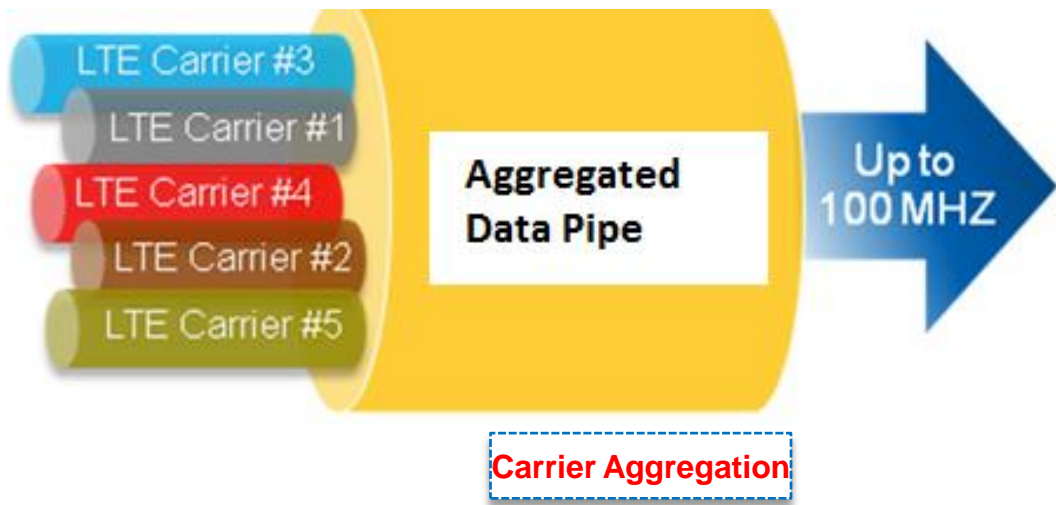 LTE Carrier #3
LTE Carrier #1
LTE Carrier #4
LTE Carrier #2
LTE Carrier #5
Aggregated
Data Pipe
Up to
100 MHZ
Carrier Aggregation